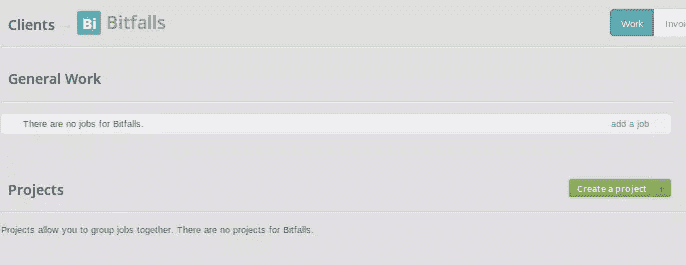 Clients Bi Bitfalls Work Invoi
General Work
There are no jobs for Bitfalls. add a job
Projects Create a project +
Projects allow you to group jobs together. There are no projects for Bitfalls.